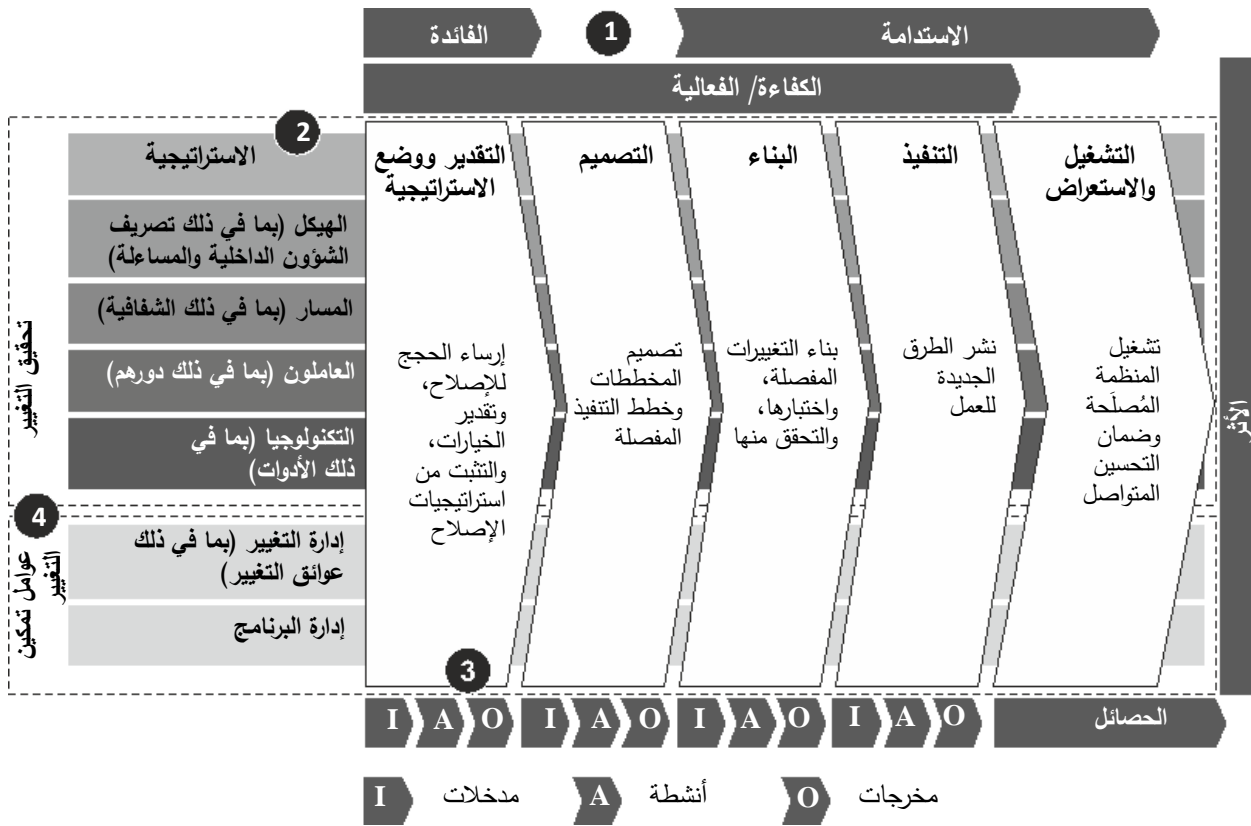 الفائدة
1
الاستدامة
الكفاءة/ الفعالية
الأثر
2
الاستراتيجية
الهيكل (بما في ذلك تصريف
الشؤون الداخلية والمساءلة)
المسار (بما في ذلك الشفافية)
العاملون (بما في ذلك دورهم)
التكنولوجيا (بما في
ذلك الأدوات)
تحقيق التغيير
4
عوامل تمكين
التغيير
إدارة التغيير (بما في ذلك
عوائق التغيير)
إدارة البرنامج
التقدير ووضع
الاستراتيجية
إرساء الحجج
للإصلاح،
وتقدير
الخيارات،
والتثبت من
استراتيجيات
الإصلاح
التصميم
تصميم
المخططات
وخطط التنفيذ
المفصلة
البناء
بناء التغييرات
المفصلة،
واختبارها،
والتحقق منها
التنفيذ
نشر الطرق
الجديدة
للعمل
التشغيل
والاستعراض
تشغيل
المنظمة
المُصلَحة
وضمان
التحسين
المتواصل
3
I A O I A O I A O I A O
الحصائل
I مدخلات
A أنشطة
O مخرجات